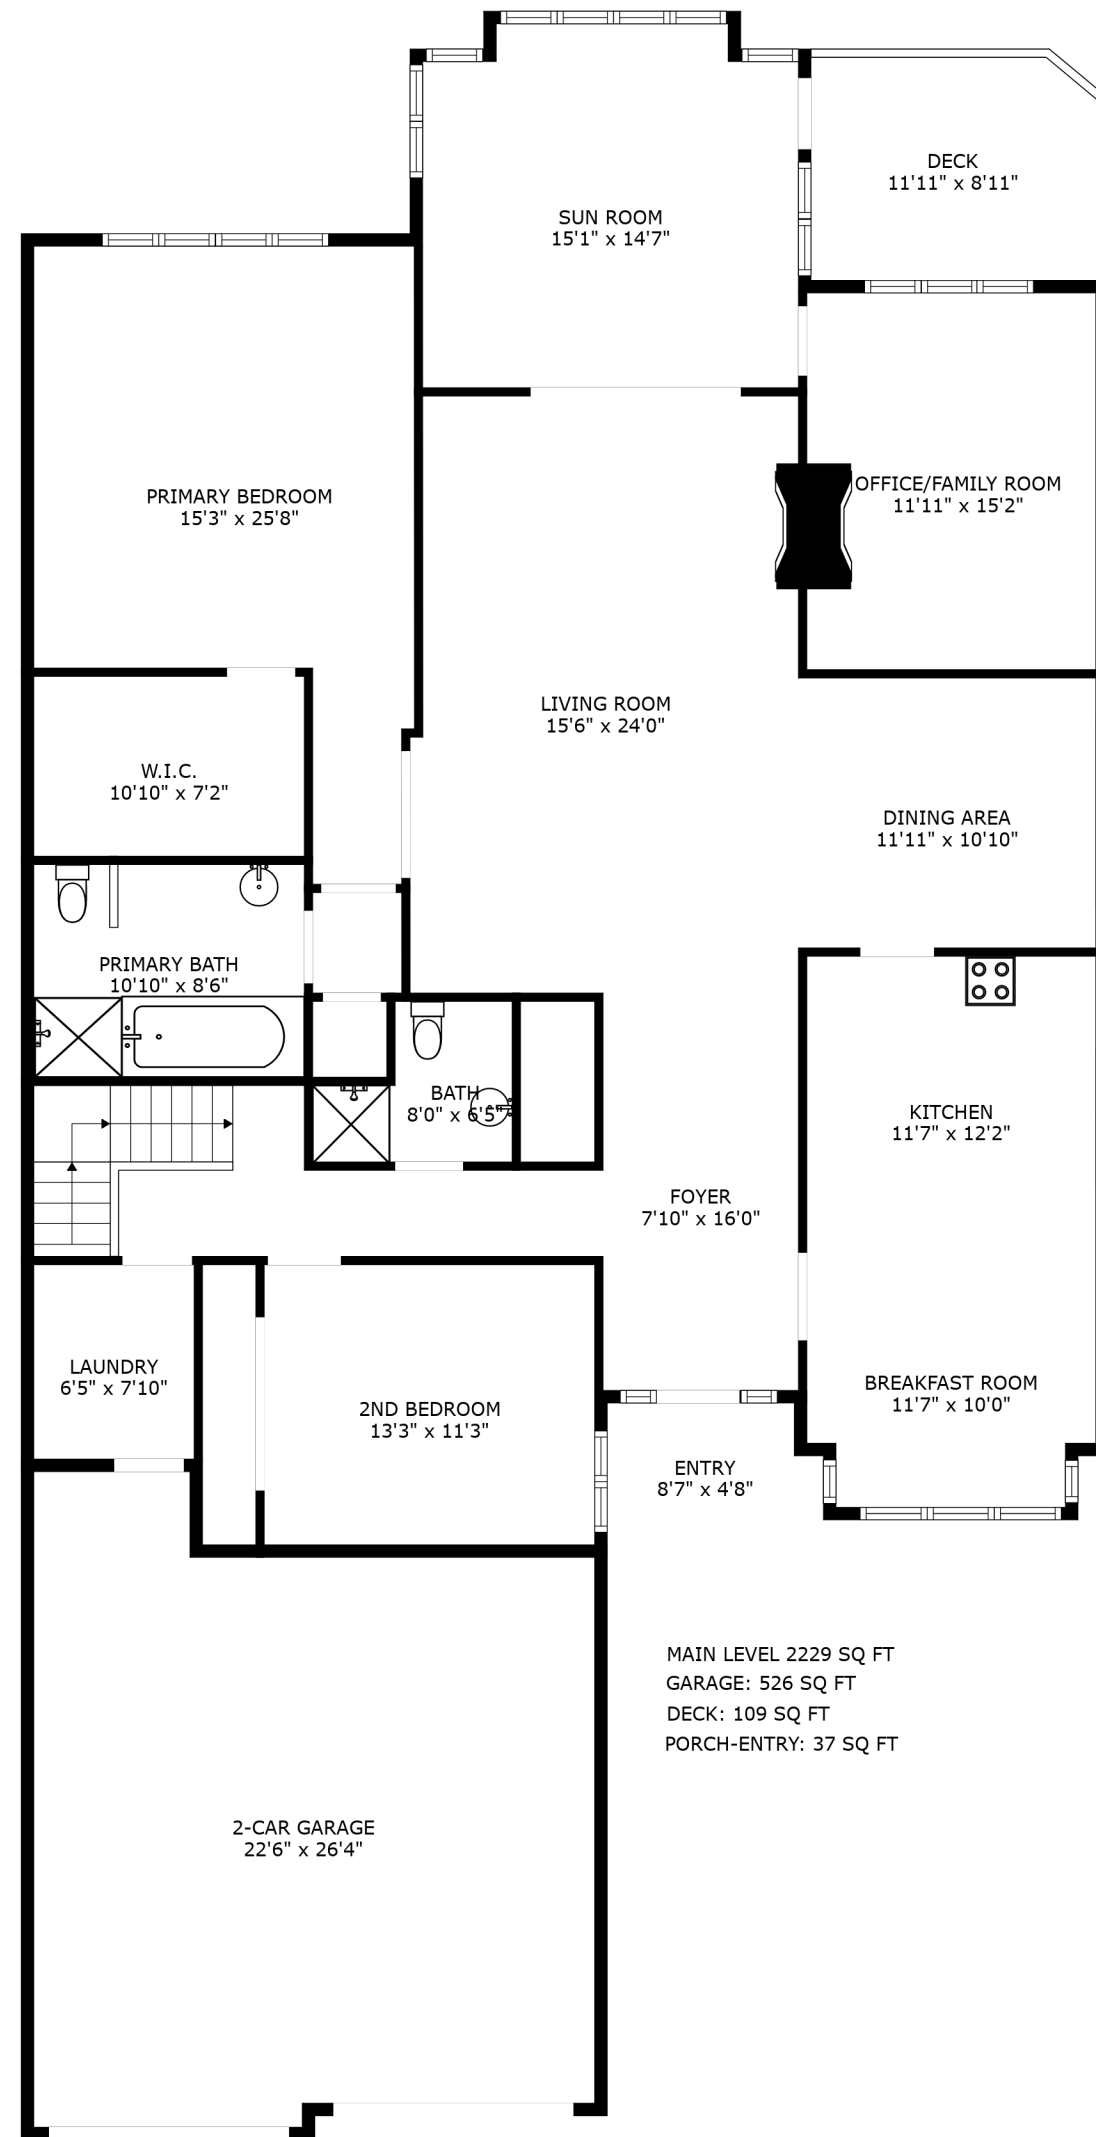 DECK
11'11" x 8'11"
SUN ROOM
15'1" x 14'7"
PRIMARY BEDROOM
15'3" x 25'8"
OFFICE/FAMILY ROOM
11'11" x 15'2"
LIVING ROOM
15'6" x 24'0"
W.I.C.
10'10" x 7'2"
DINING AREA
11'11" x 10'10"
PRIMARY BATH
10'10" x 8'6"
BATH
8'0" x 6'5"
KITCHEN
11'7" x 12'2"
FOYER
7'10" x 16'0"
LAUNDRY
6'5" x 7'10"
2ND BEDROOM
13'3" x 11'3"
BREAKFAST ROOM
11'7" x 10'0"
ENTRY
8'7" x 4'8"
MAIN LEVEL 2229 SQ FT
GARAGE: 526 SQ FT
DECK: 109 SQ FT
PORCH-ENTRY: 37 SQ FT
2-CAR GARAGE
22'6" x 26'4"